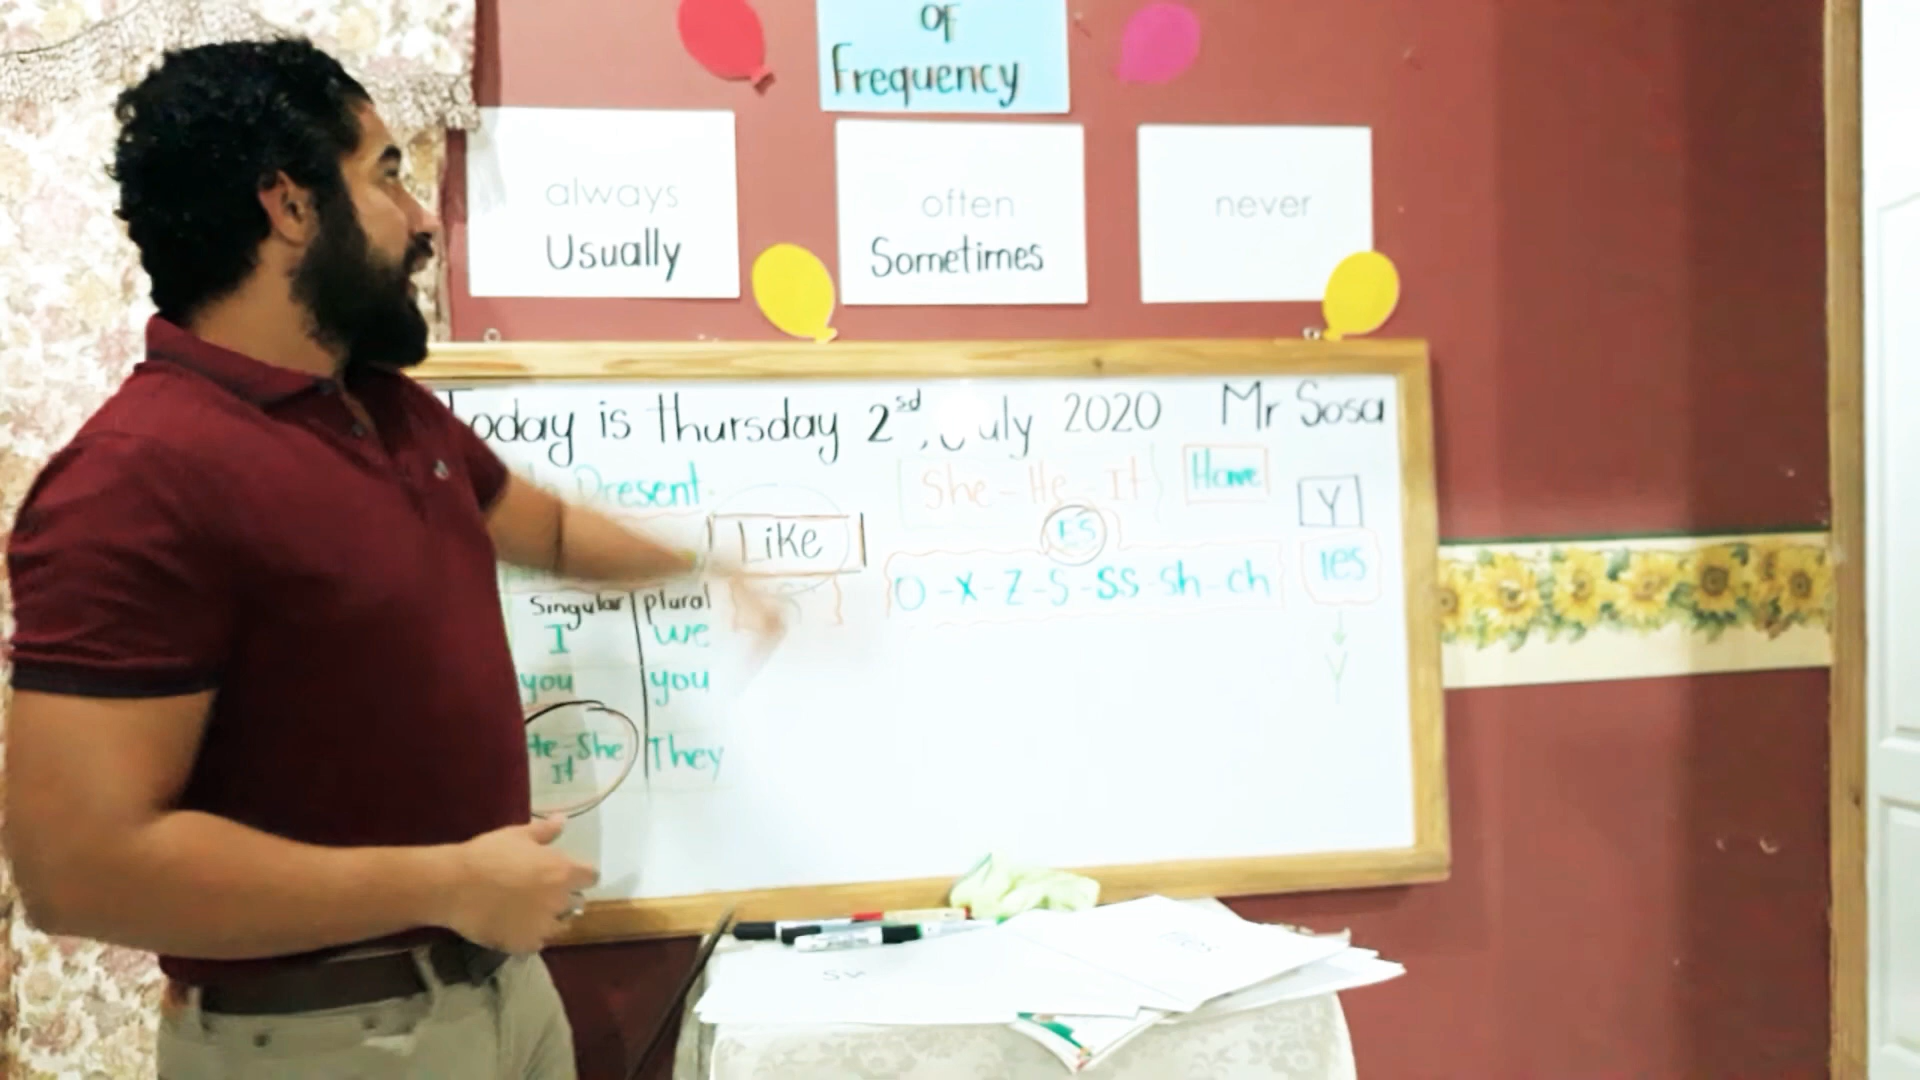 of
Frequency
always
Usually
often
Sometimes
never
Today is thursday 2sd, July 2020 Mr Sosa
Present.
Like
She - He - It
Have
ES
O - X - Z - S - SS - Sh - ch
Y
ies
Y
Singular plural
I we
you you
He - She They
It